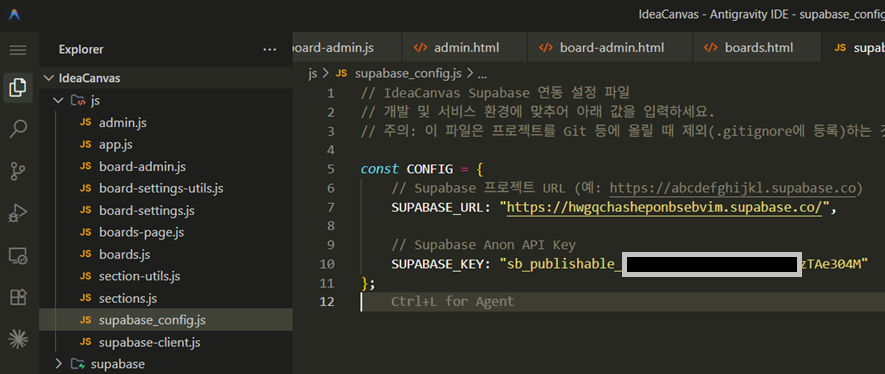 IdeaCanvas - Antigravity IDE - supabase_config
Explorer
board-admin.js
admin.html
board-admin.html
boards.html
supab
IdeaCanvas
js
admin.js
app.js
board-admin.js
board-settings-utils.js
board-settings.js
boards-page.js
boards.js
section-utils.js
sections.js
supabase_config.js
supabase-client.js
supabase
js > JS supabase_config.js > ...
1 // IdeaCanvas Supabase 연동 설정 파일
2 // 개발 및 서비스 환경에 맞추어 아래 값을 입력하세요.
3 // 주의: 이 파일은 프로젝트를 Git 등에 올릴 때 제외(.gitignore에 등록)하는
4
5 const CONFIG = {
6 // Supabase 프로젝트 URL (예: https://abcdefghijkl.supabase.co)
7 SUPABASE_URL: "https://hwgqchasheponbsebvim.supabase.co/",
8
9 // Supabase Anon API Key
10 SUPABASE_KEY: "sb_publishable_ zTAe304M"
11 };
12 Ctrl+L for Agent